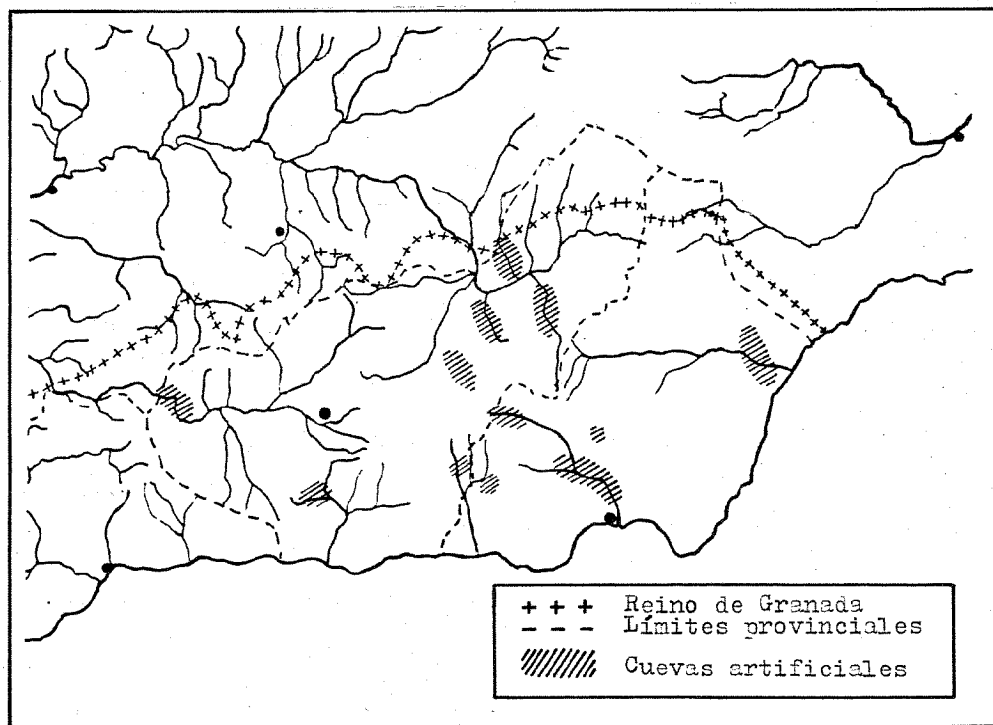 + + + Reino de Granada
- - - Límites provinciales
Cuevas artificiales